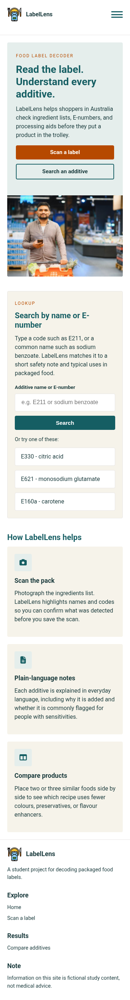 LabelLens
FOOD LABEL DECODER
Read the label.
Understand every
additive.
LabelLens helps shoppers in Australia
check ingredient lists, E-numbers, and
processing aids before they put a
product in the trolley.
Scan a label
Search an additive
LOOKUP
Search by name or E-
number
Type a code such as E211, or a
common name such as sodium
benzoate. LabelLens matches it to a
short safety note and typical uses in
packaged food.
Additive name or E-number
e.g. E211 or sodium benzoate
Search
Or try one of these:
E330 - citric acid
E621 - monosodium glutamate
E160a - carotene
How LabelLens helps
Scan the pack
Photograph the ingredients list.
LabelLens highlights names and codes
so you can confirm what was detected
before you save the scan.
Plain-language notes
Each additive is explained in everyday
language, including why it is added and
whether it is commonly flagged for
people with sensitivities.
Compare products
Place two or three similar foods side by
side to see which recipe uses fewer
colours, preservatives, or flavour
enhancers.
LabelLens
A student project for decoding packaged food
labels.
Explore
Home
Scan a label
Results
Compare additives
Note
Information on this site is fictional study content,
not medical advice.